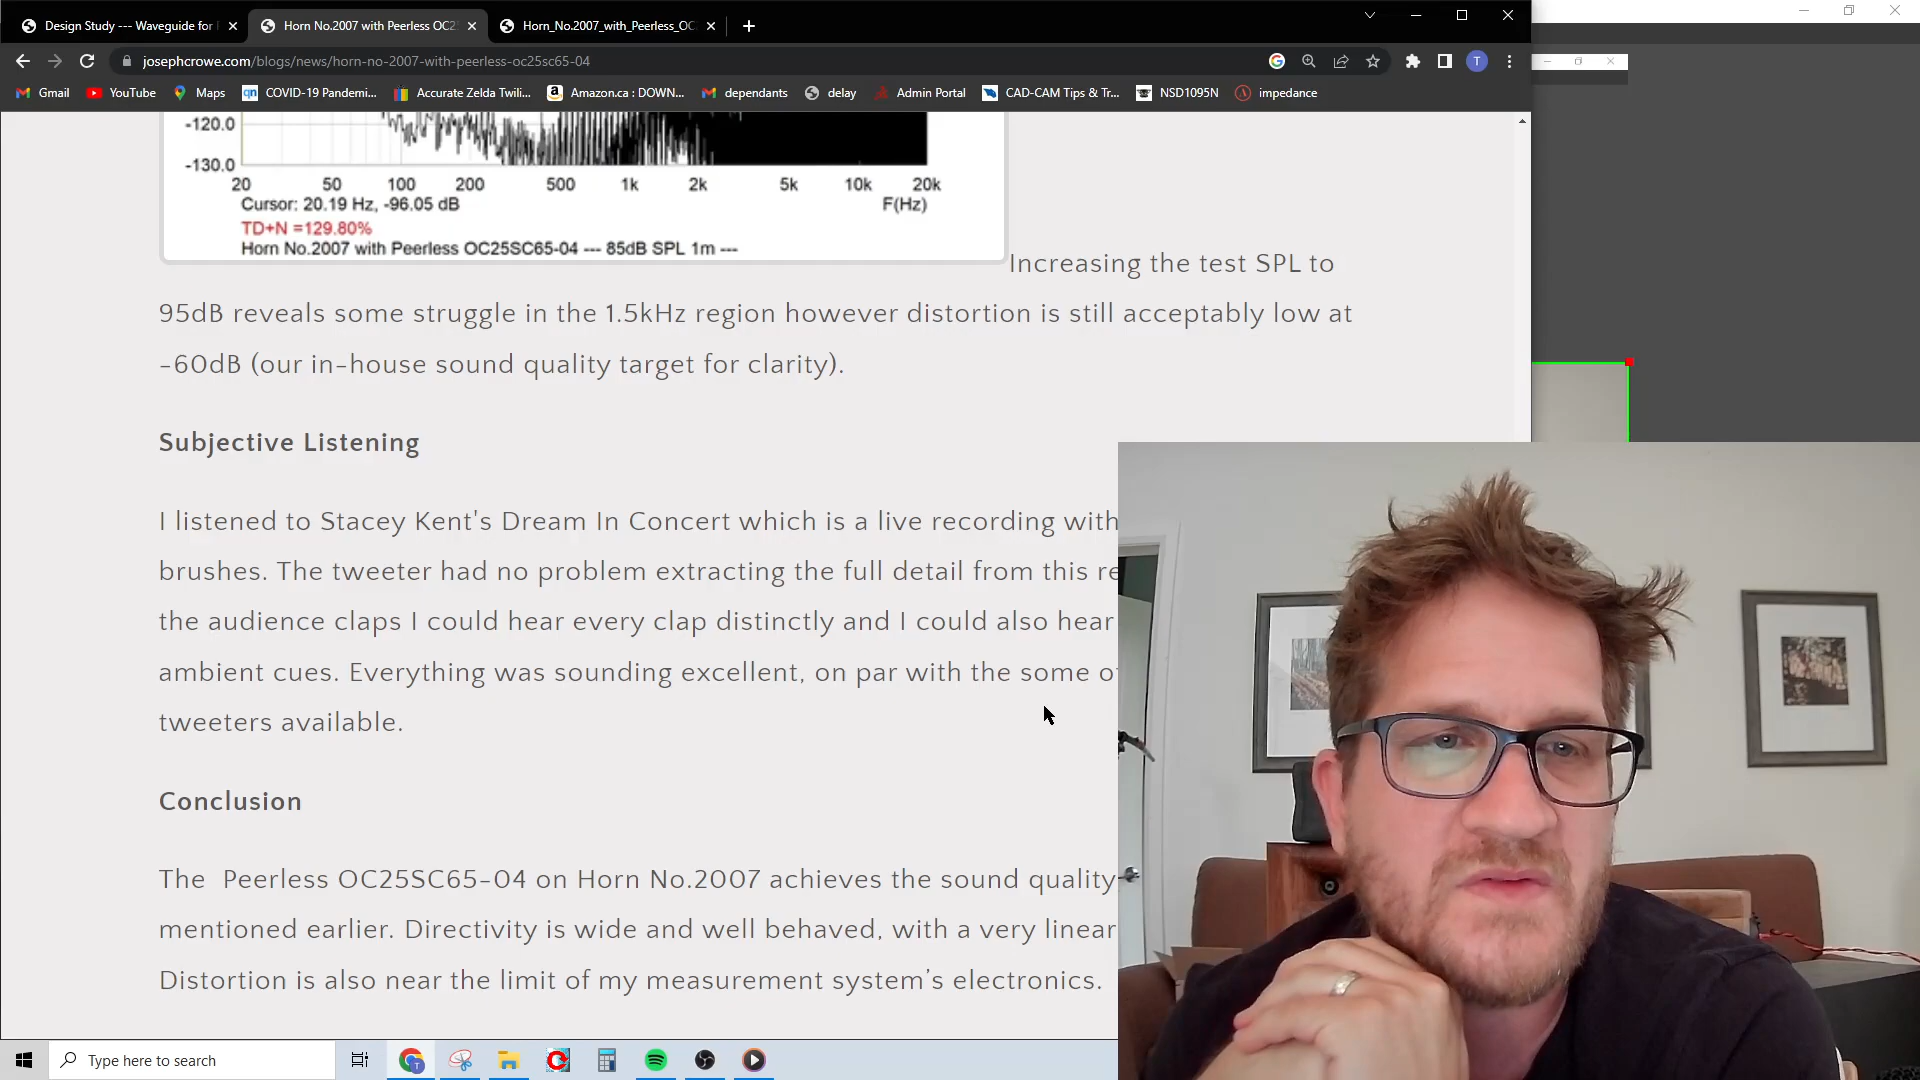 Design Study --- Waveguide for
Horn No.2007 with Peerless OC25
Horn_No.2007_with_Peerless_OC
josephcrowe.com/blogs/news/horn-no-2007-with-peerless-oc25sc65-04
T
Gmail
YouTube
Maps
qn
COVID-19 Pandemi...
Accurate Zelda Twili...
Amazon.ca : DOWN...
dependants
delay
Admin Portal
CAD-CAM Tips & Tr...
NSD1095N
impedance
-120.0
-130.0
20 50 100 200 500 1k 2k 5k 10k 20k
Cursor: 20.19 Hz, -96.05 dB F(Hz)
TD+N =129.80%
Horn No.2007 with Peerless OC25SC65-04 --- 85dB SPL 1m ---
Increasing the test SPL to
95dB reveals some struggle in the 1.5kHz region however distortion is still acceptably low at
-60dB (our in-house sound quality target for clarity).
Subjective Listening
I listened to Stacey Kent's Dream In Concert which is a live recording with
brushes. The tweeter had no problem extracting the full detail from this re
the audience claps I could hear every clap distinctly and I could also hear
ambient cues. Everything was sounding excellent, on par with the some of
tweeters available.
Conclusion
The Peerless OC25SC65-04 on Horn No.2007 achieves the sound quality
mentioned earlier. Directivity is wide and well behaved, with a very linear
Distortion is also near the limit of my measurement system's electronics.
Type here to search